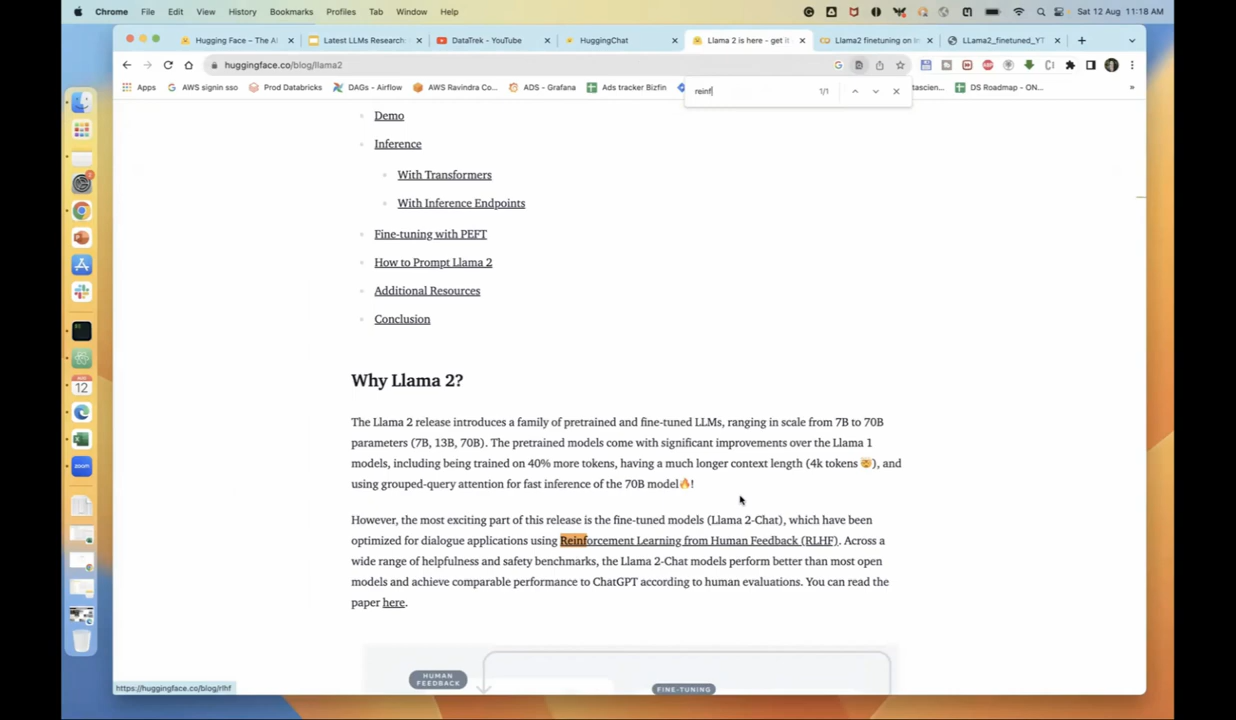 Chrome File Edit View History Bookmarks Profiles Tab Window Help Sat 12 Aug 11:18 AM
Hugging Face – The AI Latest LLMs Research DataTrek - YouTube HuggingChat Llama 2 is here - get it Llama2 finetuning on In LLama2_finetuned_YT
huggingface.co/blog/llama2
Apps AWS signin sso Prod Databricks DAGs - Airflow AWS Ravindra Co... ADS - Grafana Ads tracker Bizfin DS Roadmap - ON...
reinf 1/1
Demo
Inference
With Transformers
With Inference Endpoints
Fine-tuning with PEFT
How to Prompt Llama 2
Additional Resources
Conclusion
Why Llama 2?
The Llama 2 release introduces a family of pretrained and fine-tuned LLMs, ranging in scale from 7B to 70B
parameters (7B, 13B, 70B). The pretrained models come with significant improvements over the Llama 1
models, including being trained on 40% more tokens, having a much longer context length (4k tokens 🤯), and
using grouped-query attention for fast inference of the 70B model🔥!
However, the most exciting part of this release is the fine-tuned models (Llama 2-Chat), which have been
optimized for dialogue applications using Reinforcement Learning from Human Feedback (RLHF). Across a
wide range of helpfulness and safety benchmarks, the Llama 2-Chat models perform better than most open
models and achieve comparable performance to ChatGPT according to human evaluations. You can read the
paper here.
HUMAN
FEEDBACK
FINE-TUNING
https://huggingface.co/blog/rlhf